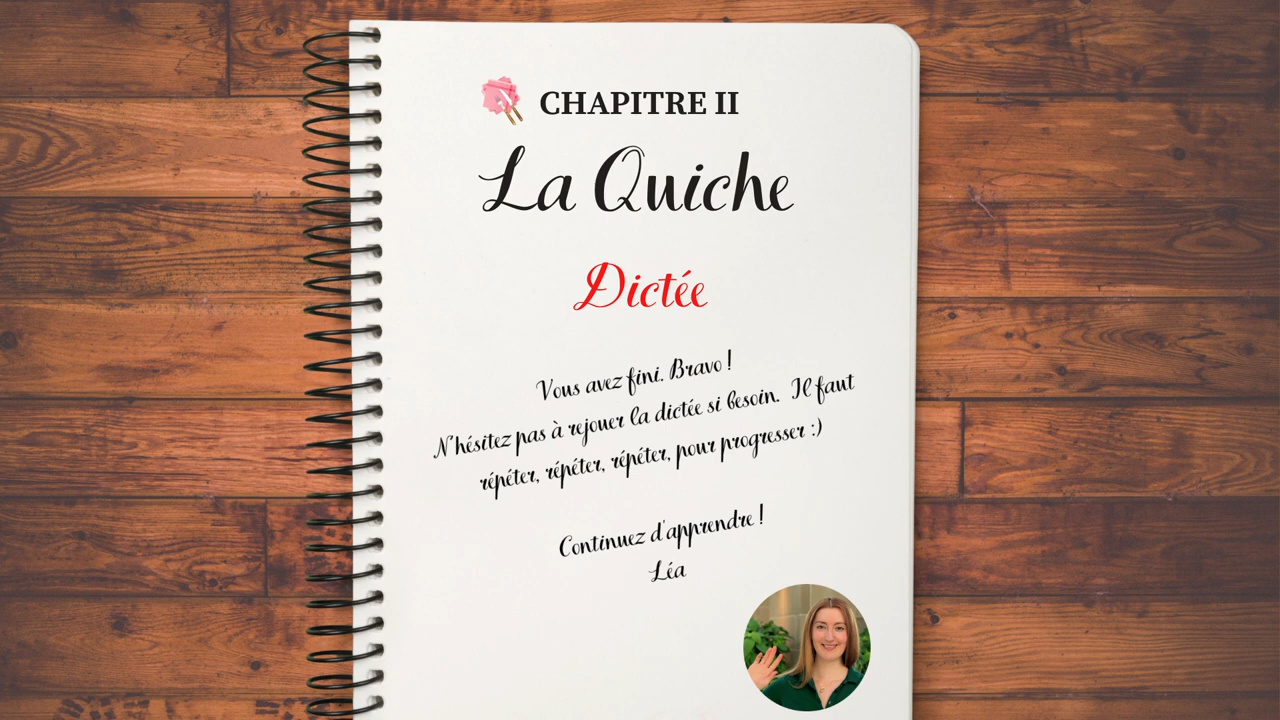 CHAPITRE II
La Quiche
Dictée
Vous avez fini. Bravo !
N'hésitez pas à rejouer la dictée si besoin. Il faut
répéter, répéter, répéter, pour progresser :)
Continuez d'apprendre !
Léa